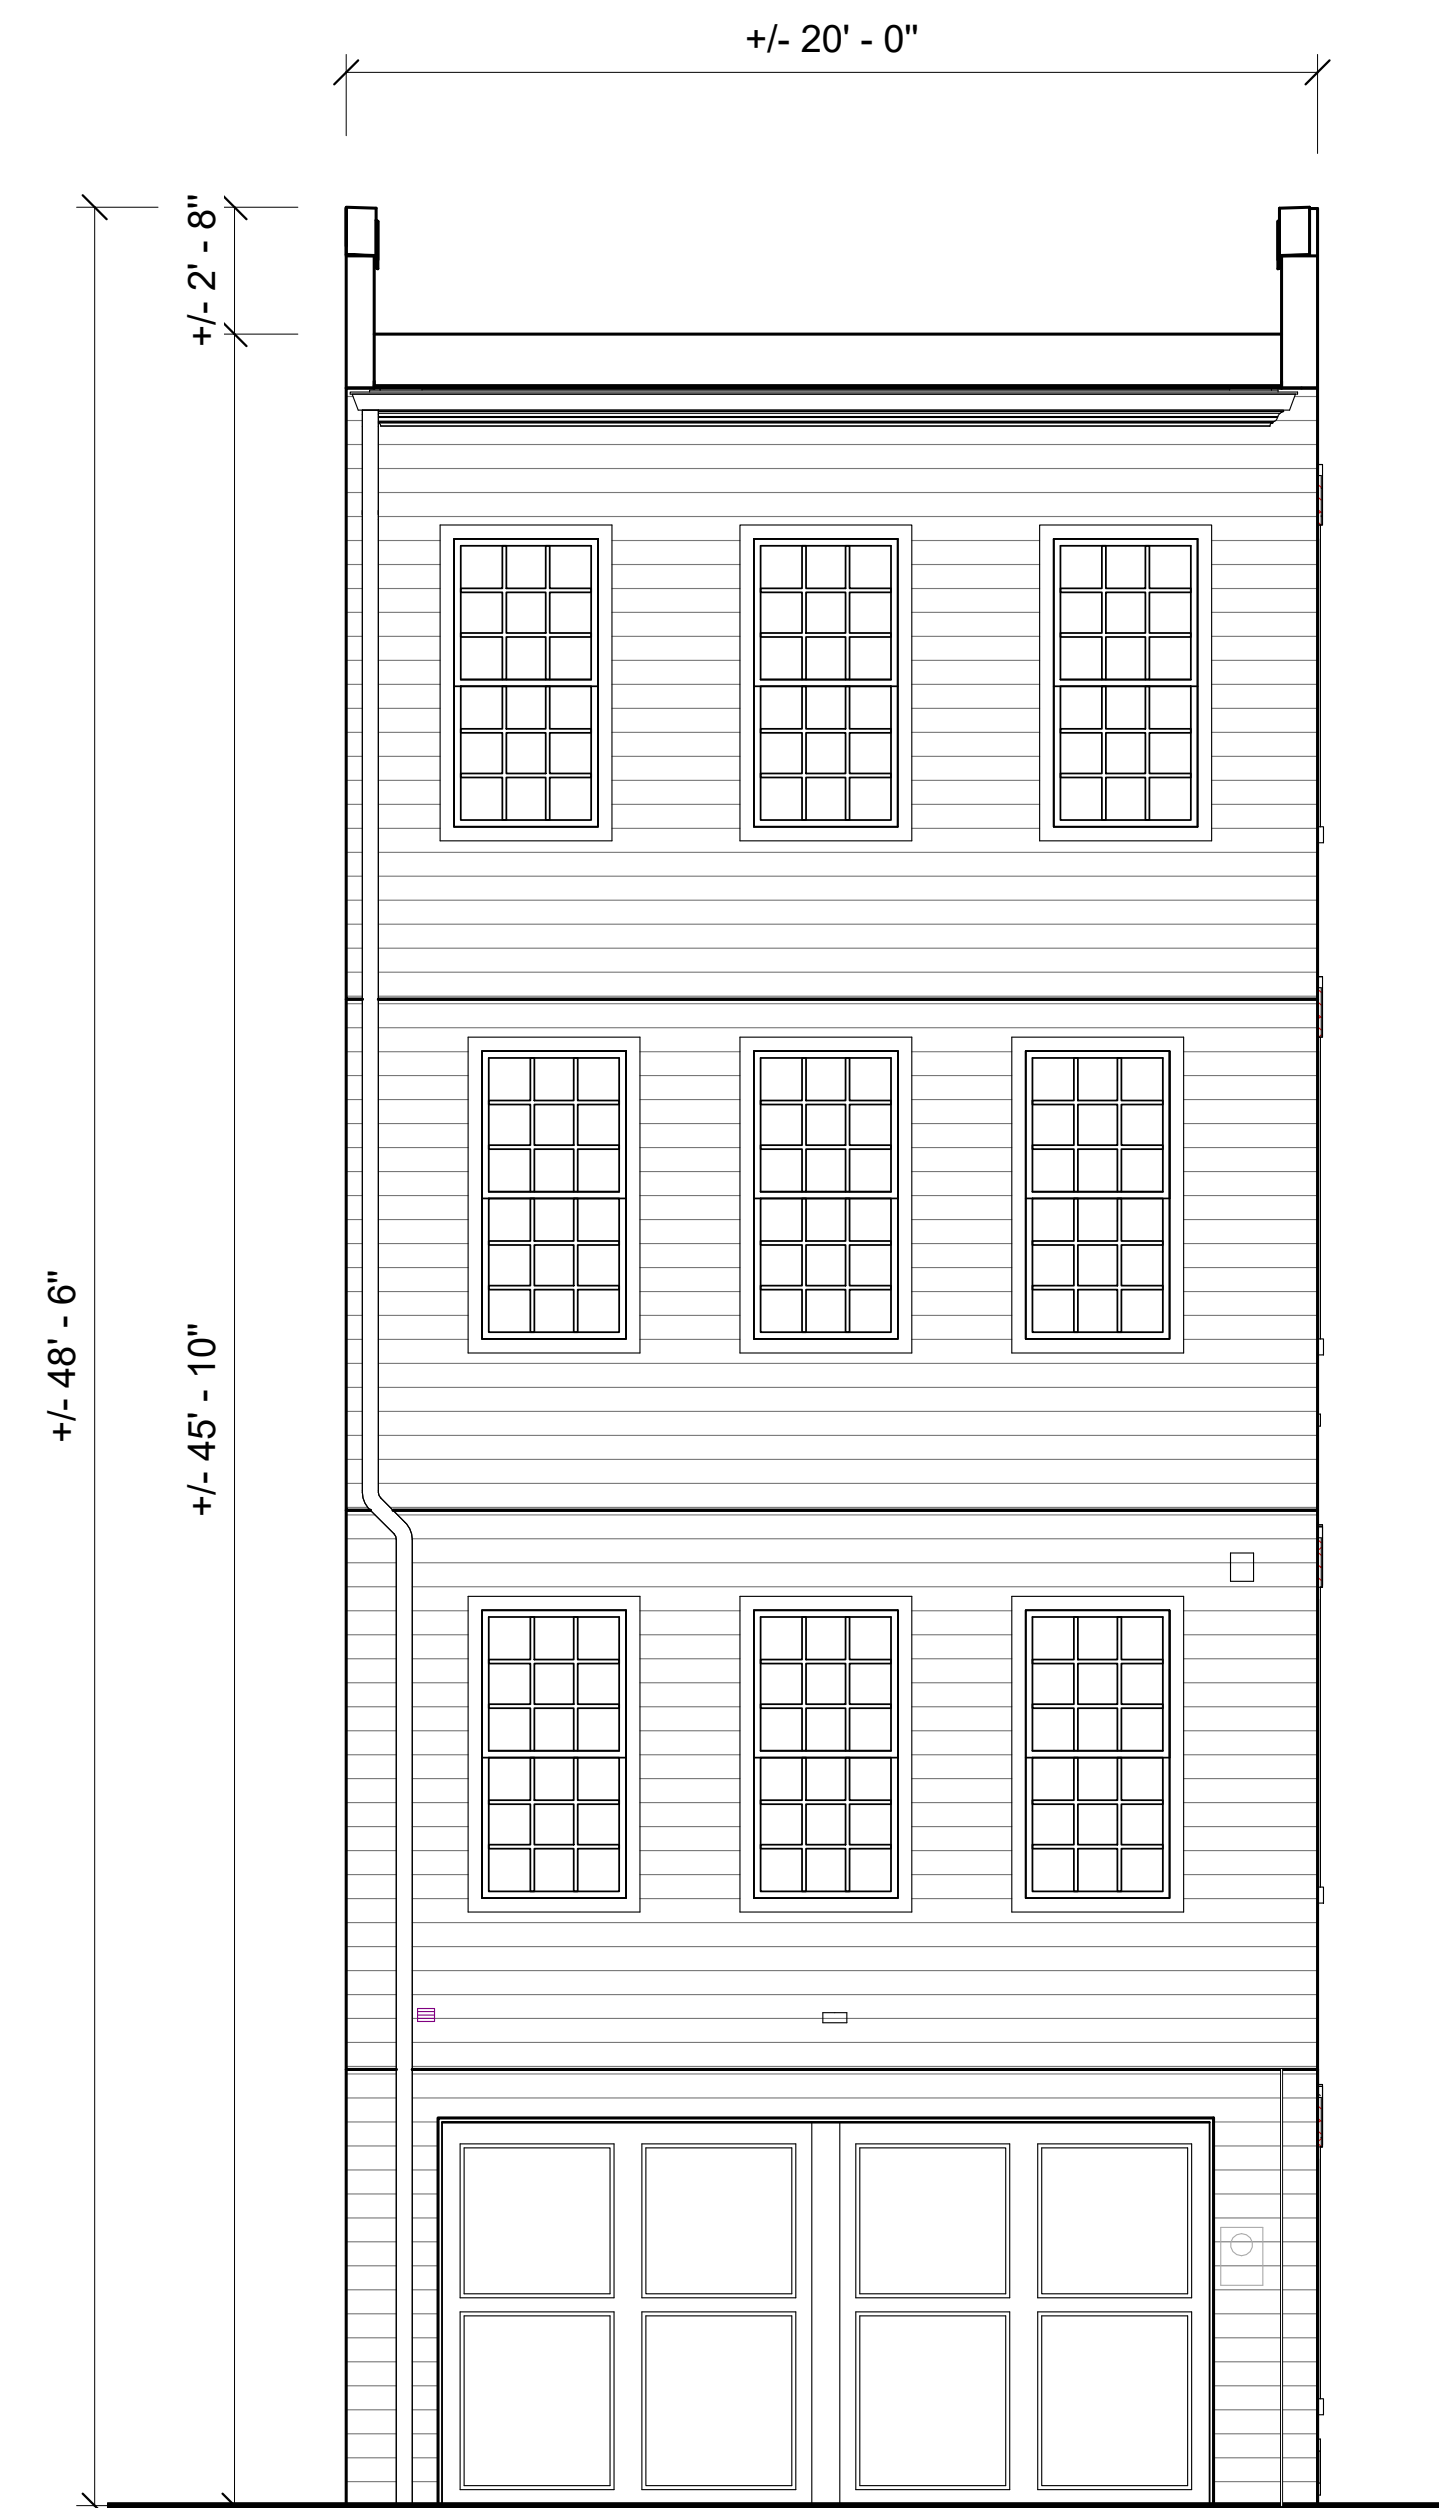 +/- 20' - 0"
+/- 2' - 8"
+/- 48' - 6"
+/- 45' - 10"